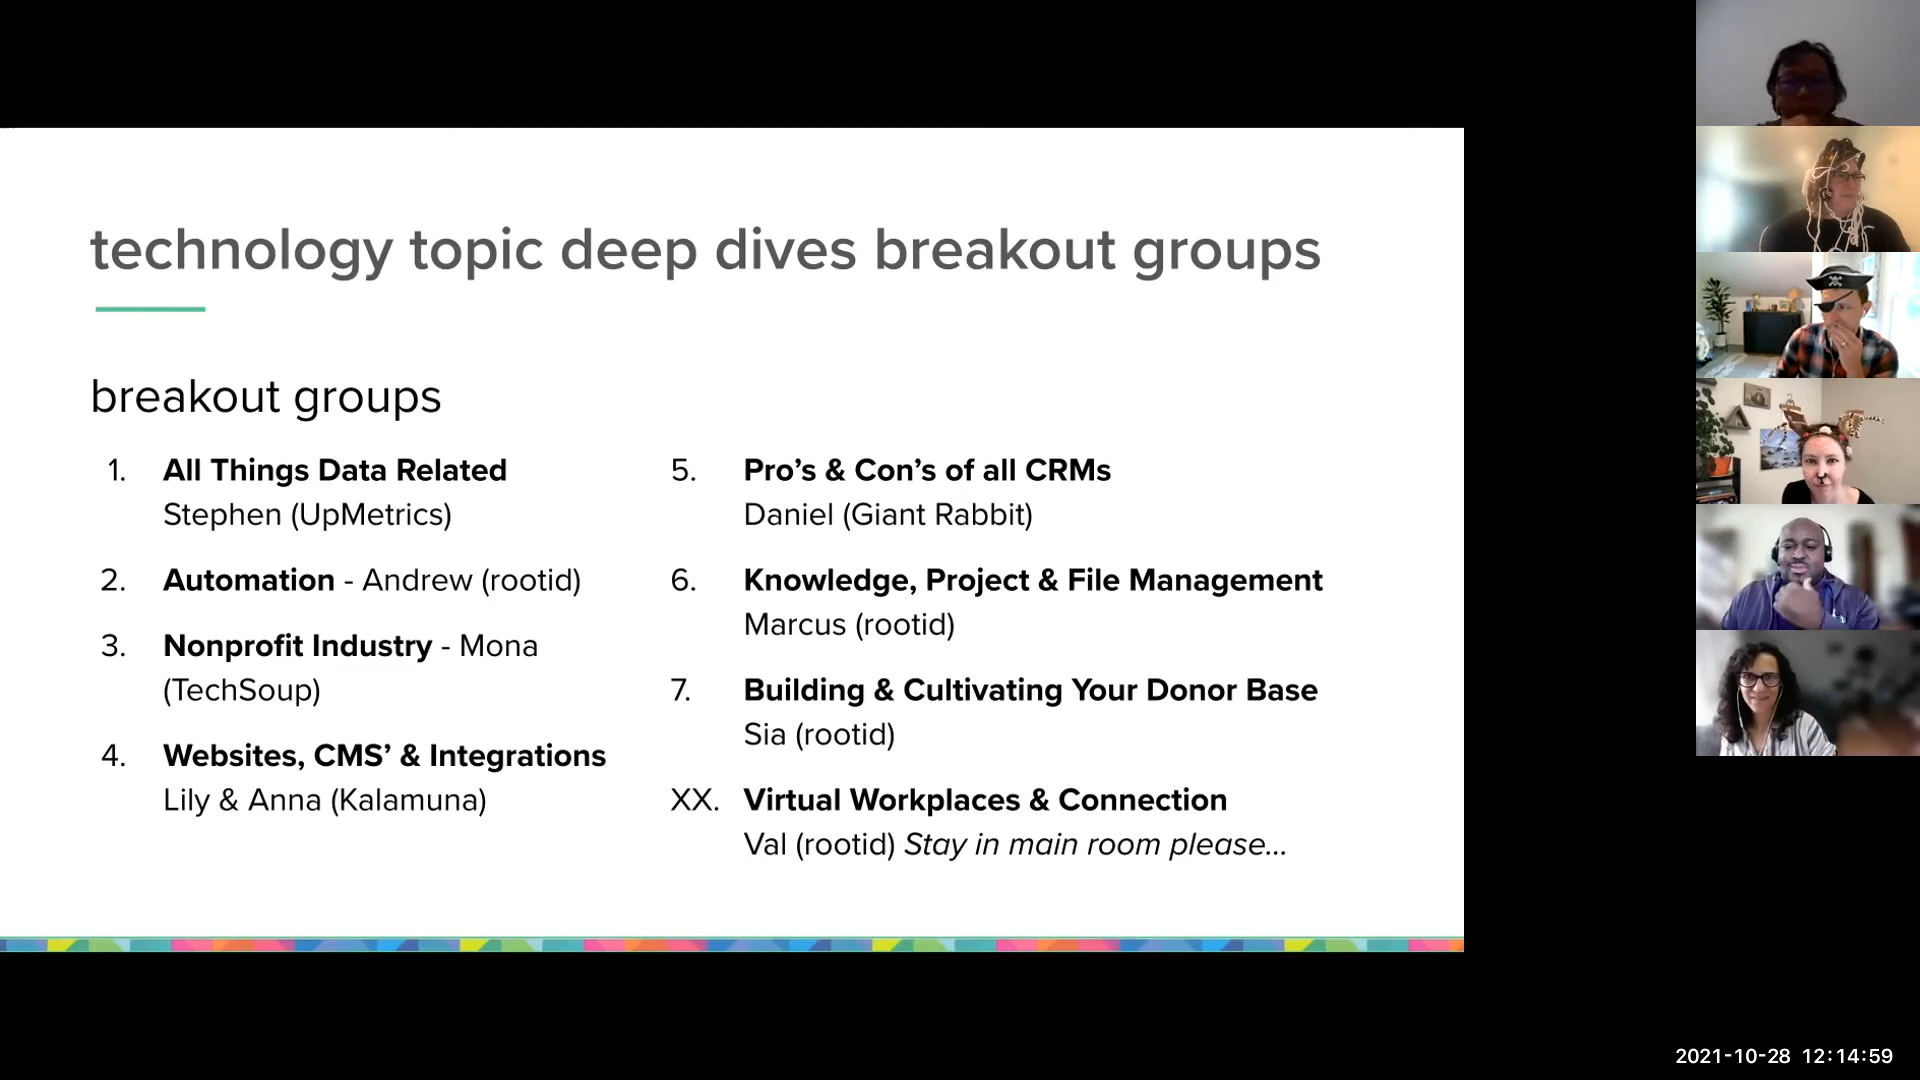 technology topic deep dives breakout groups
breakout groups
1. All Things Data Related
Stephen (UpMetrics)
2. Automation - Andrew (rootid)
3. Nonprofit Industry - Mona
(TechSoup)
4. Websites, CMS’ & Integrations
Lily & Anna (Kalamuna)
5. Pro’s & Con’s of all CRMs
Daniel (Giant Rabbit)
6. Knowledge, Project & File Management
Marcus (rootid)
7. Building & Cultivating Your Donor Base
Sia (rootid)
XX. Virtual Workplaces & Connection
Val (rootid) Stay in main room please...
2021-10-28 12:14:59